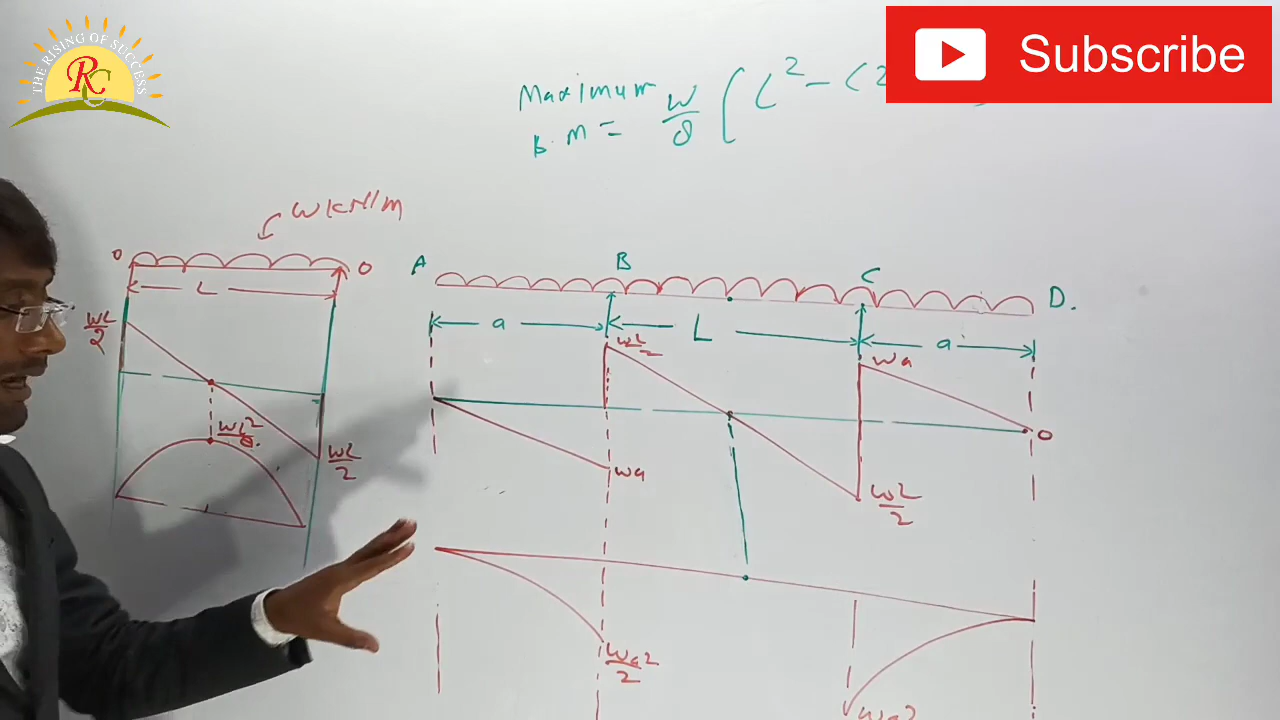 THE RISING OF SUCCESS
RC
Subscribe
Maximum
B.M = w/8 (L² - (2
w kN/m
0 0
L
wL/2
wL²/8
wL/2
A B C D.
a L a
wL/2
wa
wa
0
wL/2
wa²/2
wa²